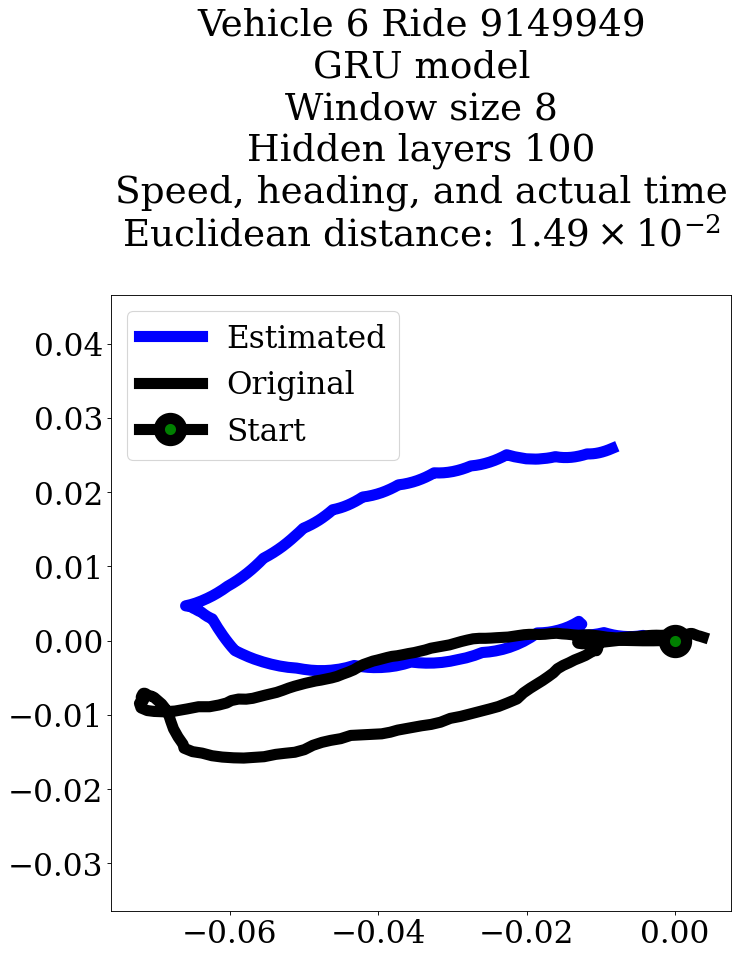 Vehicle 6 Ride 9149949
GRU model
Window size 8
Hidden layers 100
Speed, heading, and actual time
Euclidean distance: 1.49 × 10⁻²
Estimated
Original
Start
0.04
0.03
0.02
0.01
0.00
−0.01
−0.02
−0.03
−0.06 −0.04 −0.02 0.00